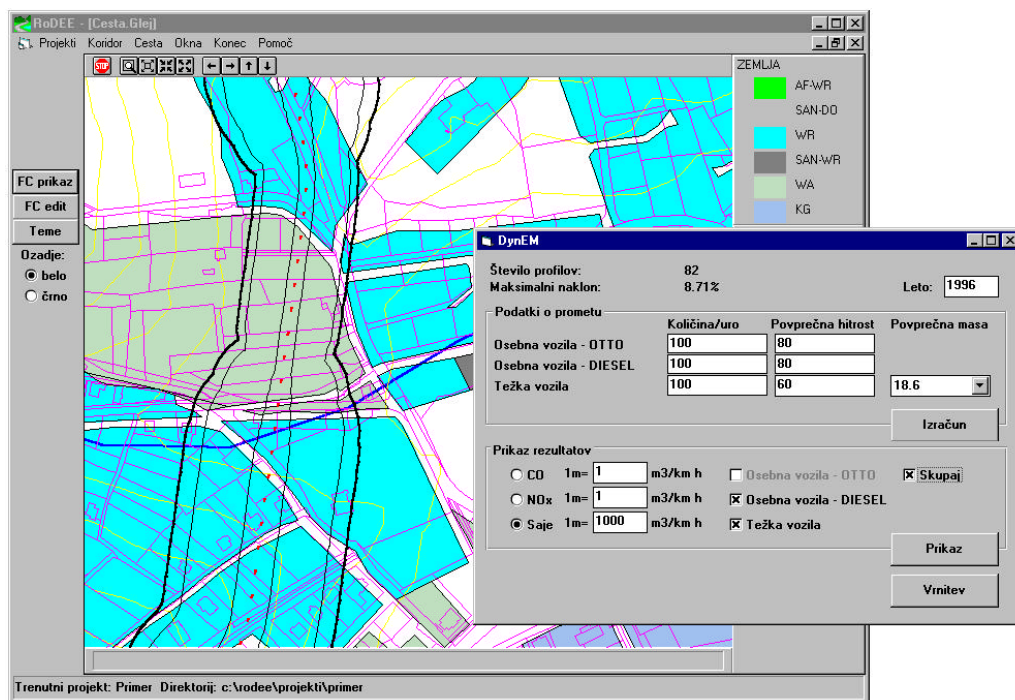 RoDEE - [Cesta.Glej]
Projekti Koridor Cesta Okna Konec Pomoč
STOP
ZEMLJA
AF-WR
SAN-DO
WR
SAN-WR
WA
KG
FC prikaz
FC edit
Teme
Ozadje:
belo
črno
DynEM
Število profilov: 82
Maksimalni naklon: 8.71% Leto: 1996
Podatki o prometu
Količina/uro Povprečna hitrost Povprečna masa
Osebna vozila - OTTO 100 80
Osebna vozila - DIESEL 100 80
Težka vozila 100 60 18.6
Izračun
Prikaz rezultatov
CO 1m= 1 m3/km h Osebna vozila - OTTO Skupaj
NOx 1m= 1 m3/km h Osebna vozila - DIESEL
Saje 1m= 1000 m3/km h Težka vozila
Prikaz
Vrnitev
Trenutni projekt: Primer Direktorij: c:\rodee\projekti\primer